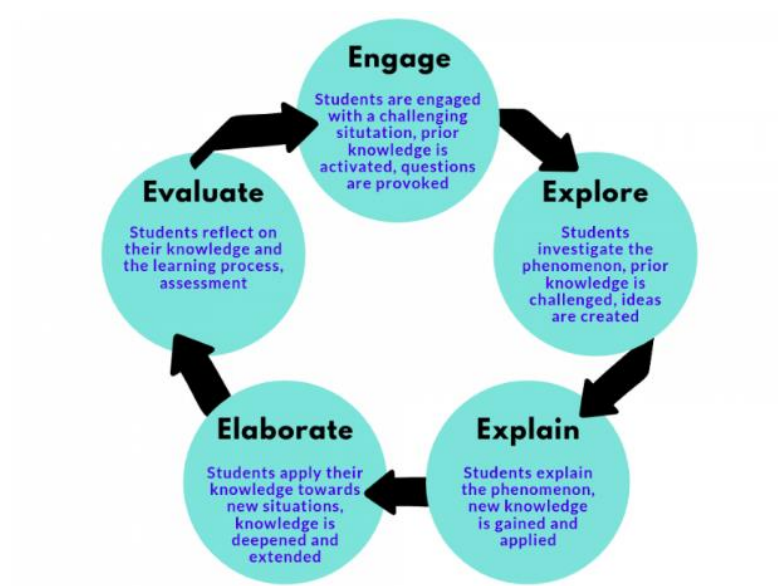 Engage
Students are engaged
with a challenging
situtation, prior
knowledge is
activated, questions
are provoked
Explore
Students
investigate the
phenomenon, prior
knowledge is
challenged, ideas
are created
Explain
Students explain
the phenomenon,
new knowledge
is gained and
applied
Elaborate
Students apply their
knowledge towards
new situations,
knowledge is
deepened and
extended
Evaluate
Students reflect on
their knowledge and
the learning process,
assessment